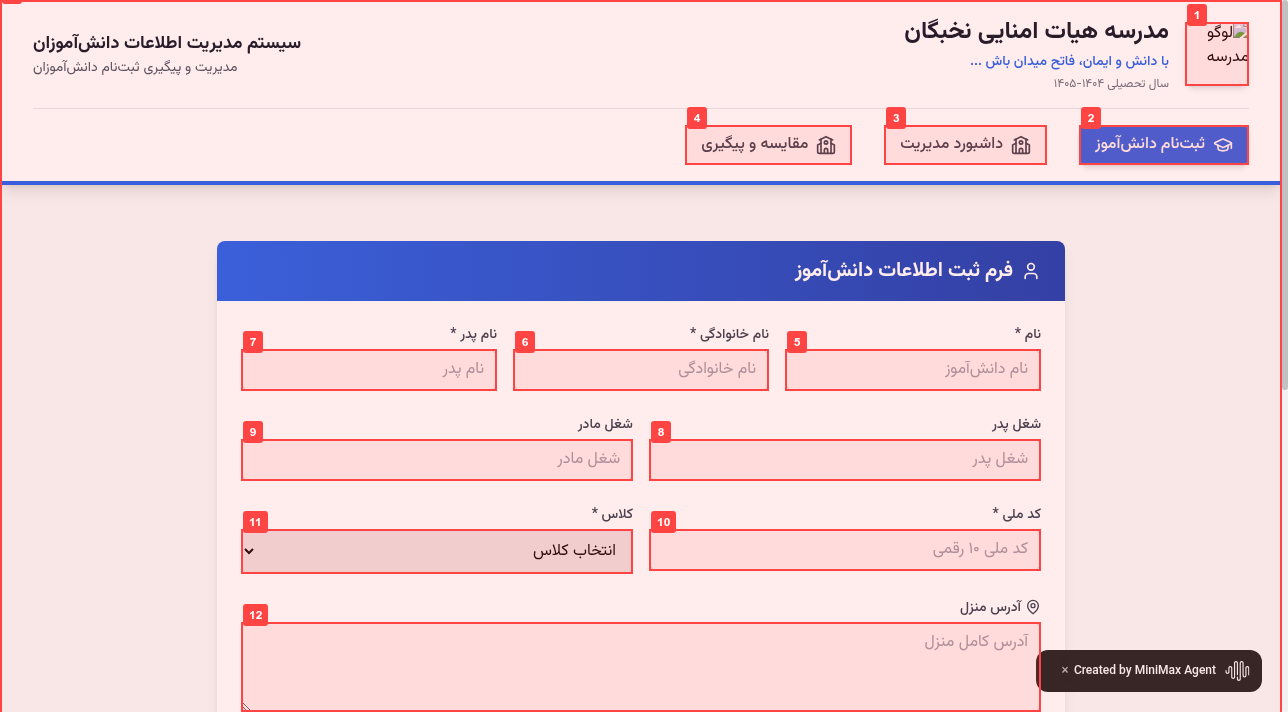 1
لوگو
مدرسه
مدرسه هیات امنایی نخبگان
با دانش و ایمان، فاتح میدان باش ...
سال تحصیلی ۱۴۰۴-۱۴۰۵
سیستم مدیریت اطلاعات دانش‌آموزان
مدیریت و پیگیری ثبت‌نام دانش‌آموزان
2
ثبت‌نام دانش‌آموز
3
داشبورد مدیریت
4
مقایسه و پیگیری
فرم ثبت اطلاعات دانش‌آموز
نام *
5
نام دانش‌آموز
نام خانوادگی *
6
نام خانوادگی
نام پدر *
7
نام پدر
شغل پدر
8
شغل پدر
شغل مادر
9
شغل مادر
کد ملی *
10
کد ملی ۱۰ رقمی
کلاس *
11
انتخاب کلاس
آدرس منزل
12
آدرس کامل منزل
Created by MiniMax Agent ×